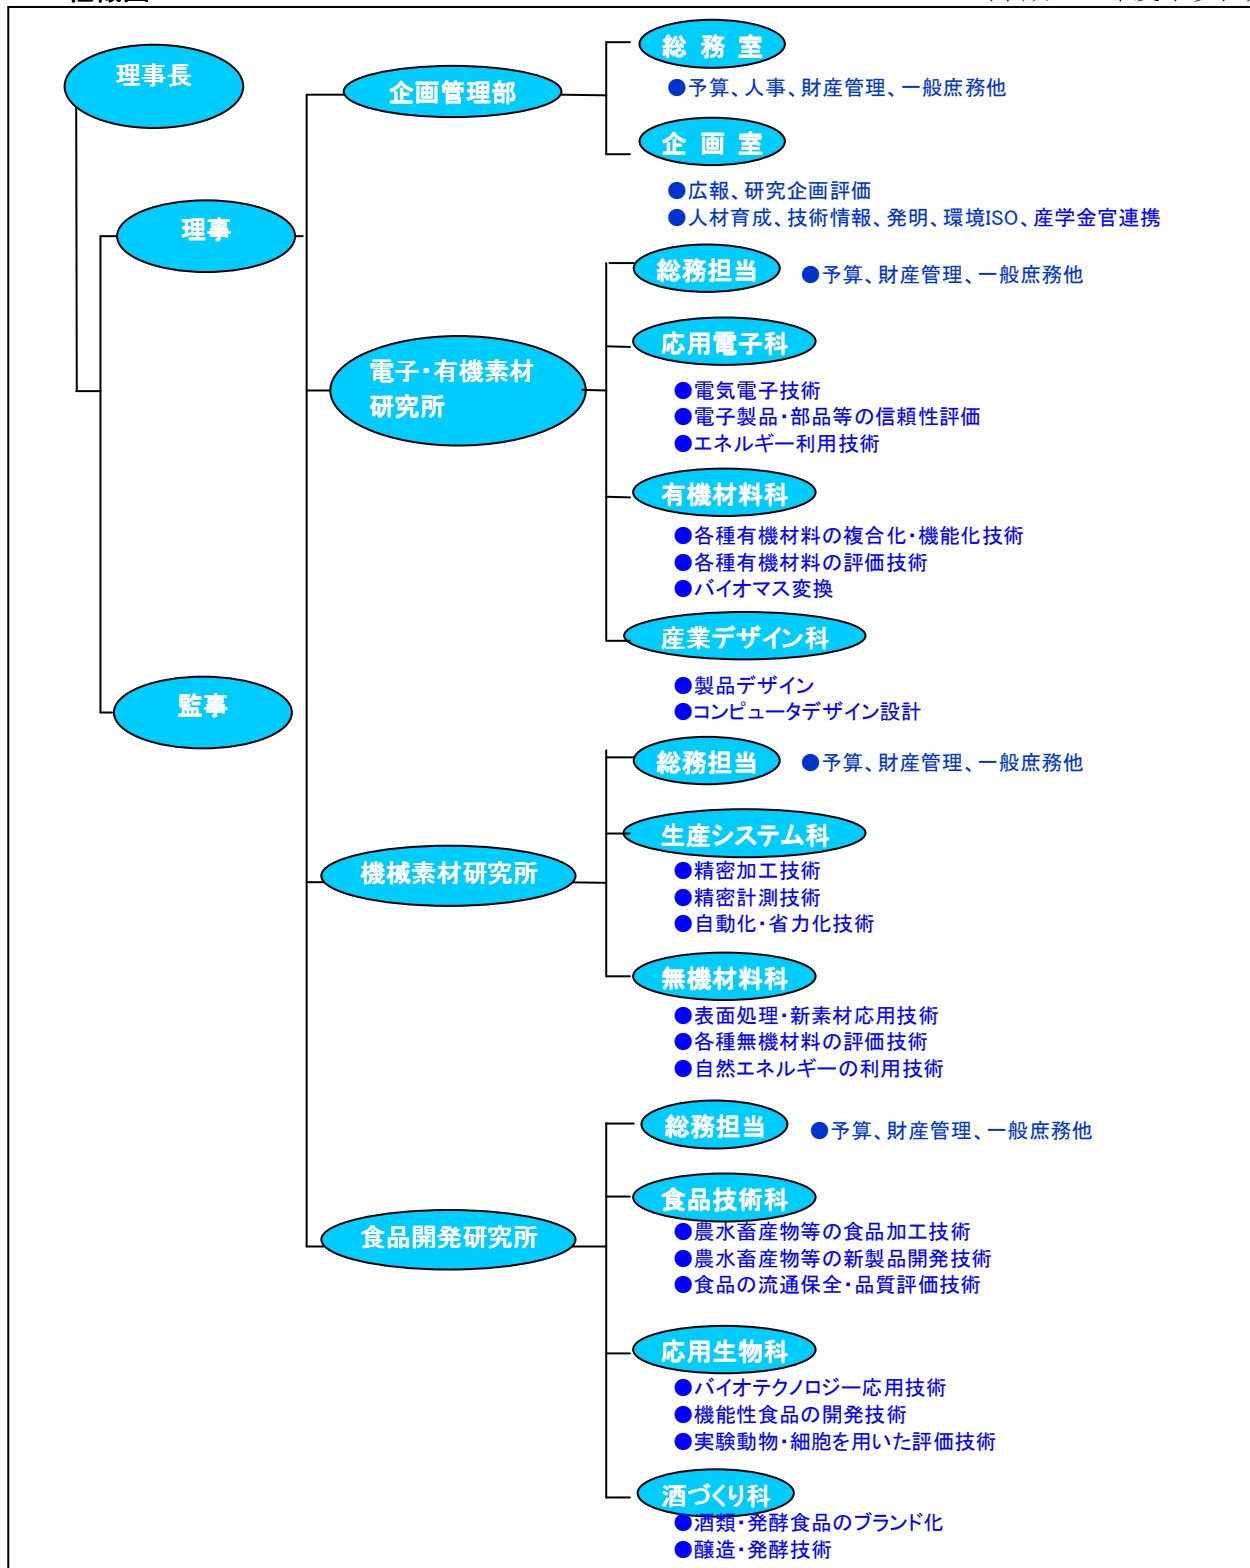 理事長
理事
監事
企画管理部
総 務 室
●予算、人事、財産管理、一般庶務他
企 画 室
●広報、研究企画評価
●人材育成、技術情報、発明、環境ISO、産学金官連携
電子・有機素材
研究所
総務担当
●予算、財産管理、一般庶務他
応用電子科
●電気電子技術
●電子製品・部品等の信頼性評価
●エネルギー利用技術
有機材料科
●各種有機材料の複合化・機能化技術
●各種有機材料の評価技術
●バイオマス変換
産業デザイン科
●製品デザイン
●コンピュータデザイン設計
機械素材研究所
総務担当
●予算、財産管理、一般庶務他
生産システム科
●精密加工技術
●精密計測技術
●自動化・省力化技術
無機材料科
●表面処理・新素材応用技術
●各種無機材料の評価技術
●自然エネルギーの利用技術
食品開発研究所
総務担当
●予算、財産管理、一般庶務他
食品技術科
●農水畜産物等の食品加工技術
●農水畜産物等の新製品開発技術
●食品の流通保全・品質評価技術
応用生物科
●バイオテクノロジー応用技術
●機能性食品の開発技術
●実験動物・細胞を用いた評価技術
酒づくり科
●酒類・発酵食品のブランド化
●醸造・発酵技術